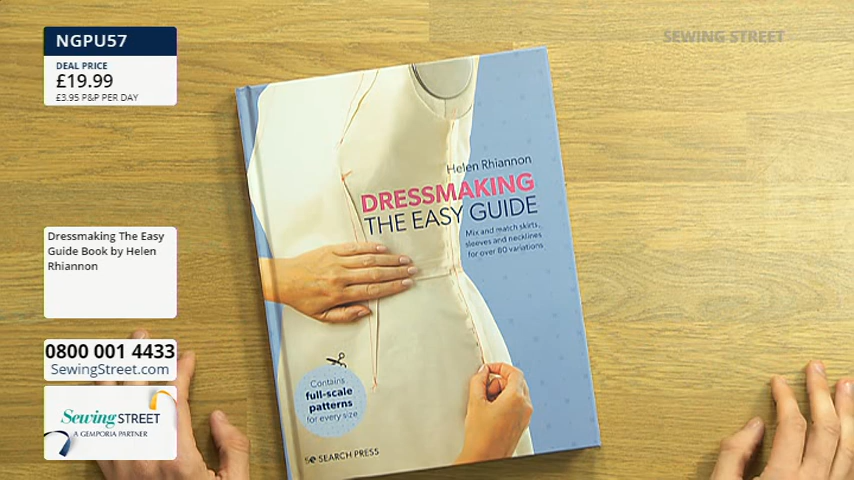 NGPU57
DEAL PRICE
£19.99
£3.95 P&P PER DAY
SEWING STREET
Helen Rhiannon
DRESSMAKING
THE EASY GUIDE
Mix and match skirts,
sleeves and necklines
for over 80 variations
Dressmaking The Easy
Guide Book by Helen
Rhiannon
0800 001 4433
SewingStreet.com
Sewing STREET
A GEMPORIA PARTNER
Contains
full-scale
patterns
for every size
SEARCH PRESS